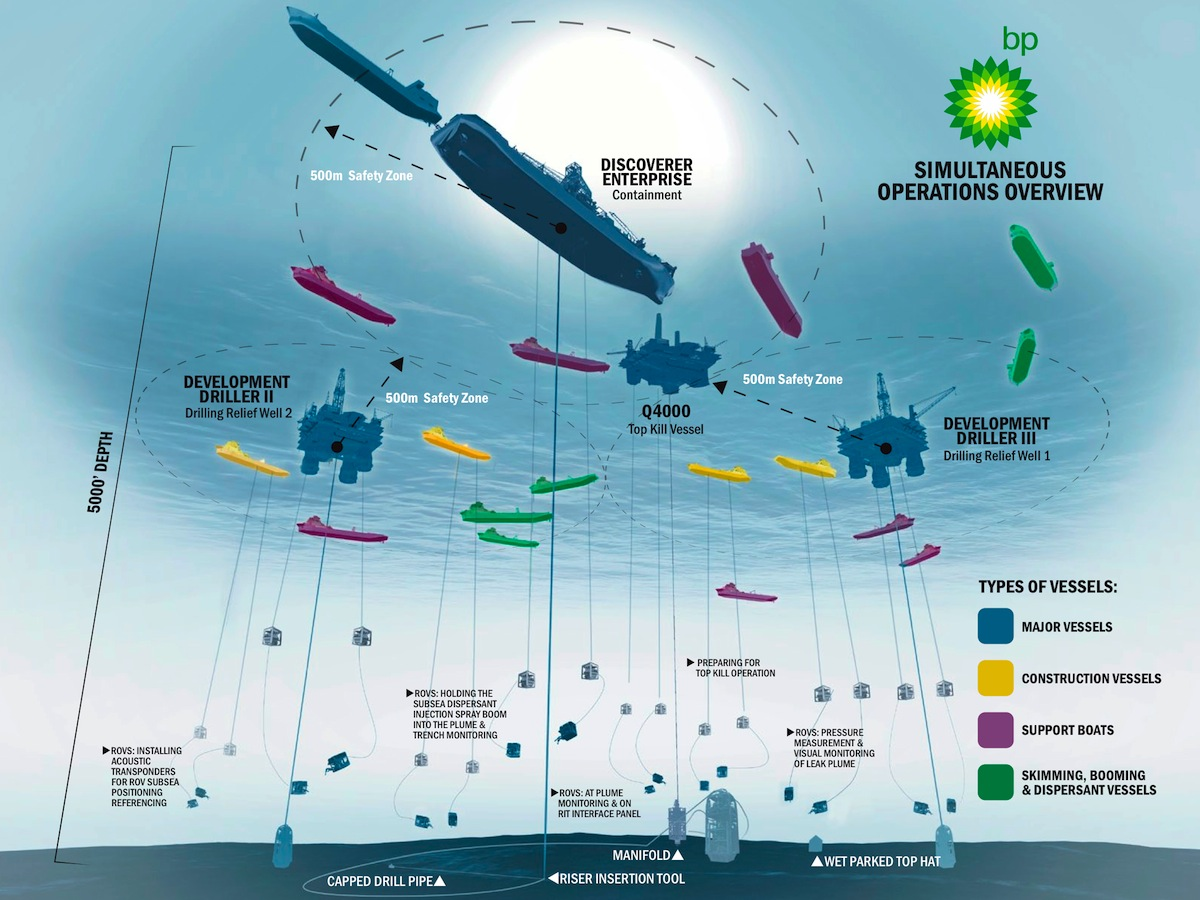 bp
SIMULTANEOUS
OPERATIONS OVERVIEW
DISCOVERER
ENTERPRISE
Containment
500m Safety Zone
DEVELOPMENT
DRILLER II
Drilling Relief Well 2
500m Safety Zone
Q4000
Top Kill Vessel
500m Safety Zone
DEVELOPMENT
DRILLER III
Drilling Relief Well 1
5000' DEPTH
TYPES OF VESSELS:
MAJOR VESSELS
CONSTRUCTION VESSELS
SUPPORT BOATS
SKIMMING, BOOMING
& DISPERSANT VESSELS
▶ROVS: INSTALLING
ACOUSTIC
TRANSPONDERS
FOR ROV SUBSEA
POSITIONING
REFERENCING
▶ROVS: HOLDING THE
SUBSEA DISPERSANT
INJECTION SPRAY BOOM
INTO THE PLUME &
TRENCH MONITORING
▶ROVS: AT PLUME
MONITORING & ON
RIT INTERFACE PANEL
▶ PREPARING FOR
TOP KILL OPERATION
▶ROVS: PRESSURE
MEASUREMENT &
VISUAL MONITORING
OF LEAK PLUME
MANIFOLD▲
▲WET PARKED TOP HAT
CAPPED DRILL PIPE▲
◀RISER INSERTION TOOL